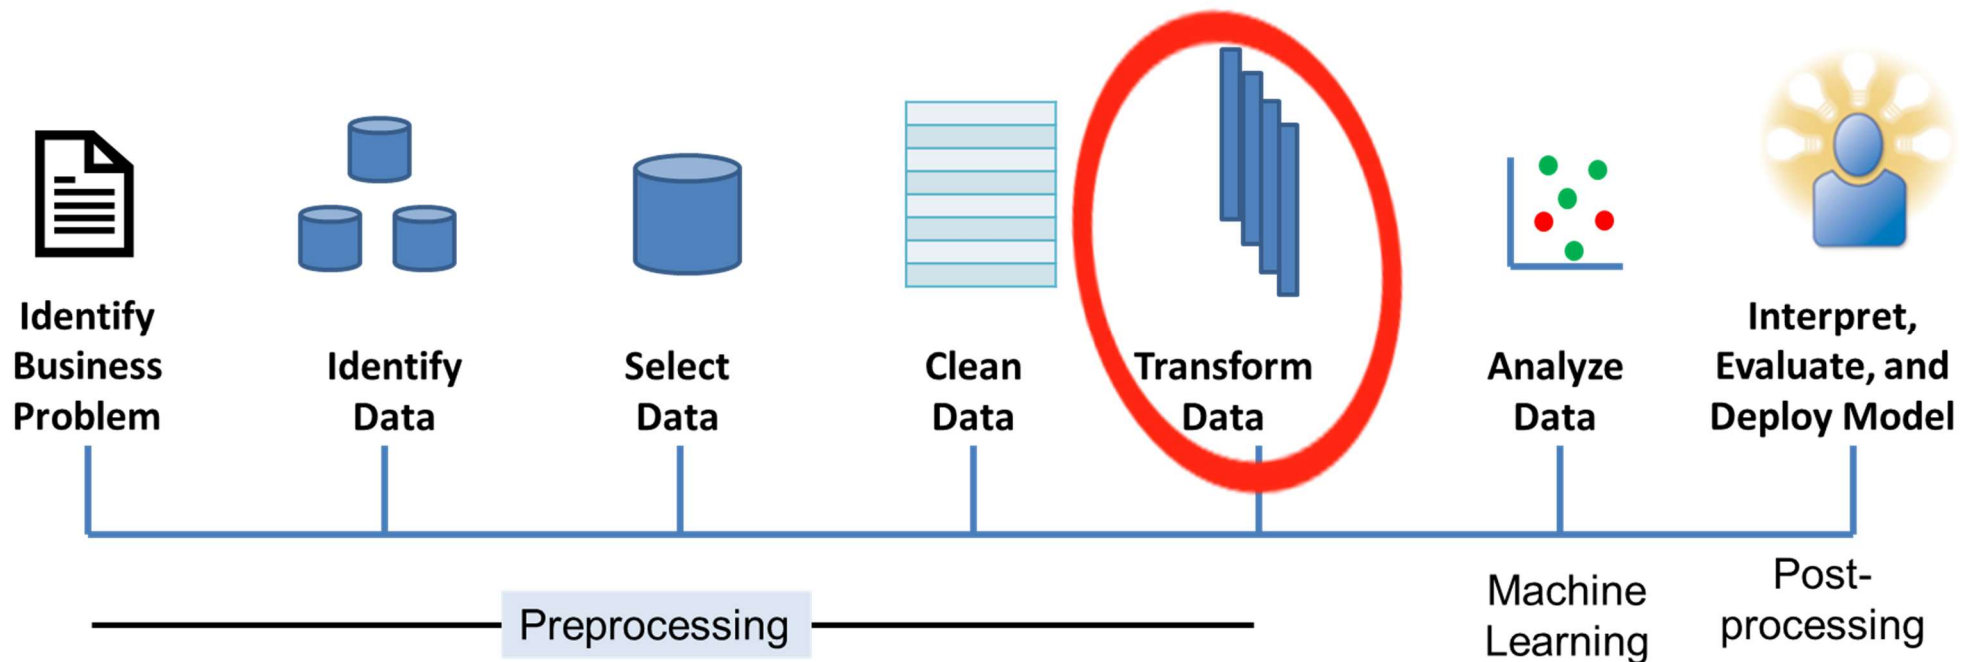 Identify
Business
Problem
Identify
Data
Select
Data
Clean
Data
Transform
Data
Analyze
Data
Interpret,
Evaluate, and
Deploy Model
Preprocessing
Machine
Learning
Post-
processing